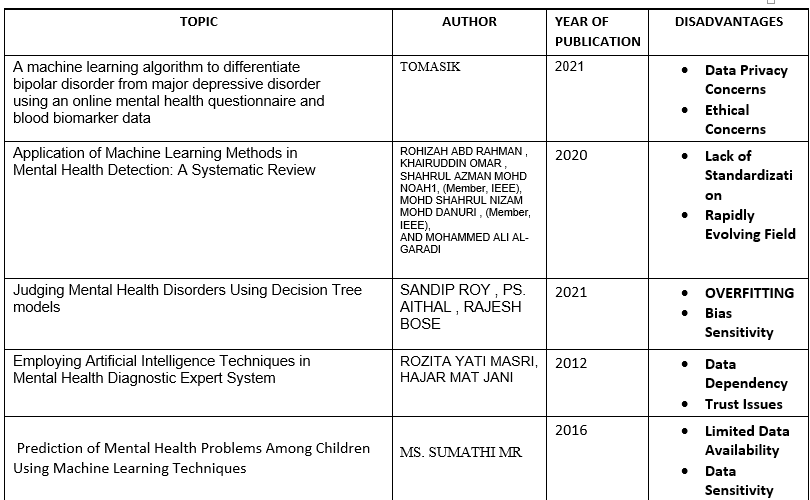 TOPIC
AUTHOR
YEAR OF
PUBLICATION
DISADVANTAGES
A machine learning algorithm to differentiate
bipolar disorder from major depressive disorder
using an online mental health questionnaire and
blood biomarker data
TOMASIK
2021
• Data Privacy
Concerns
• Ethical
Concerns
Application of Machine Learning Methods in
Mental Health Detection: A Systematic Review
ROHIZAH ABD RAHMAN ,
KHAIRUDDIN OMAR ,
SHAHRUL AZMAN MOHD
NOAH1, (Member, IEEE),
MOHD SHAHRUL NIZAM
MOHD DANURI , (Member,
IEEE),
AND MOHAMMED ALI AL-
GARADI
2020
• Lack of
Standardizati
on
• Rapidly
Evolving Field
Judging Mental Health Disorders Using Decision Tree
models
SANDIP ROY , PS.
AITHAL , RAJESH
BOSE
2021
• OVERFITTING
• Bias
Sensitivity
Employing Artificial Intelligence Techniques in
Mental Health Diagnostic Expert System
ROZITA YATI MASRI,
HAJAR MAT JANI
2012
• Data
Dependency
• Trust Issues
Prediction of Mental Health Problems Among Children
Using Machine Learning Techniques
MS. SUMATHI MR
2016
• Limited Data
Availability
• Data
Sensitivity